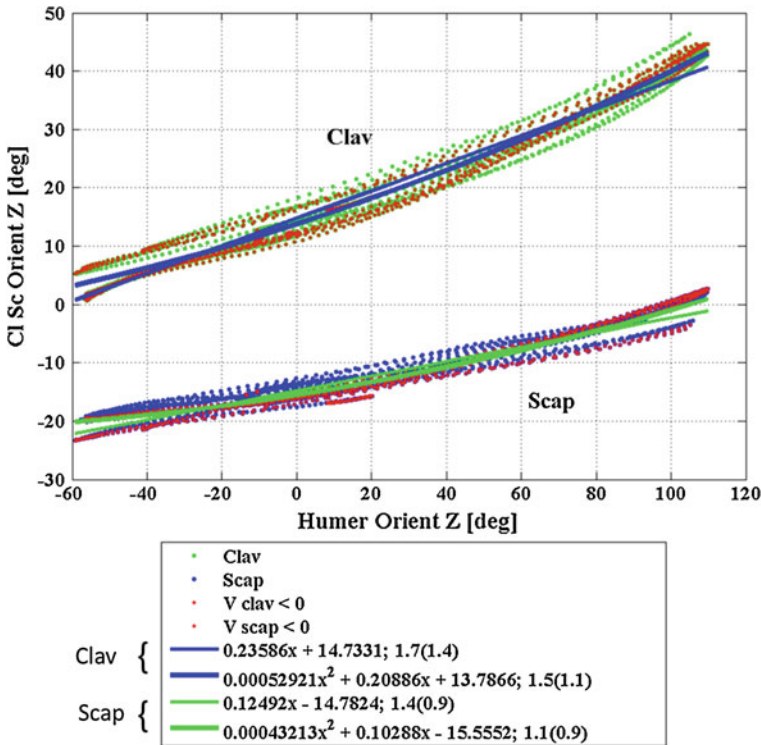 50
40
30
20
10
0
-10
-20
-30
Cl Sc Orient Z [deg]
Clav
Scap
-60 -40 -20 0 20 40 60 80 100 120
Humer Orient Z [deg]
Clav
Scap
V clav < 0
V scap < 0
Clav {
0.23586x + 14.7331; 1.7(1.4)
0.00052921x² + 0.20886x + 13.7866; 1.5(1.1)
Scap {
0.12492x - 14.7824; 1.4(0.9)
0.00043213x² + 0.10288x - 15.5552; 1.1(0.9)